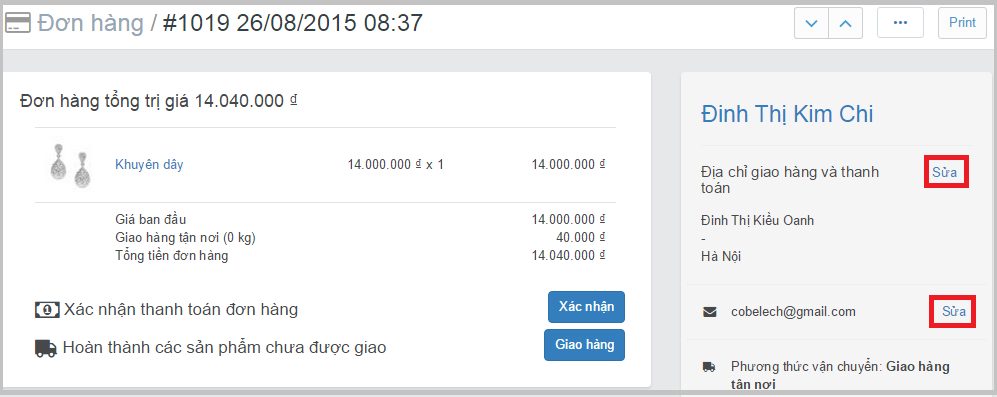 Đơn hàng / #1019 26/08/2015 08:37
••• Print
Đơn hàng tổng trị giá 14.040.000 ₫
Khuyên dây 14.000.000 ₫ x 1 14.000.000 ₫
Giá ban đầu 14.000.000 ₫
Giao hàng tận nơi (0 kg) 40.000 ₫
Tổng tiền đơn hàng 14.040.000 ₫
Xác nhận thanh toán đơn hàng Xác nhận
Hoàn thành các sản phẩm chưa được giao Giao hàng
Đinh Thị Kim Chi
Địa chỉ giao hàng và thanh Sửa
toán
Đinh Thị Kiều Oanh
-
Hà Nội
cobelech@gmail.com Sửa
Phương thức vận chuyển: Giao hàng
tận nơi